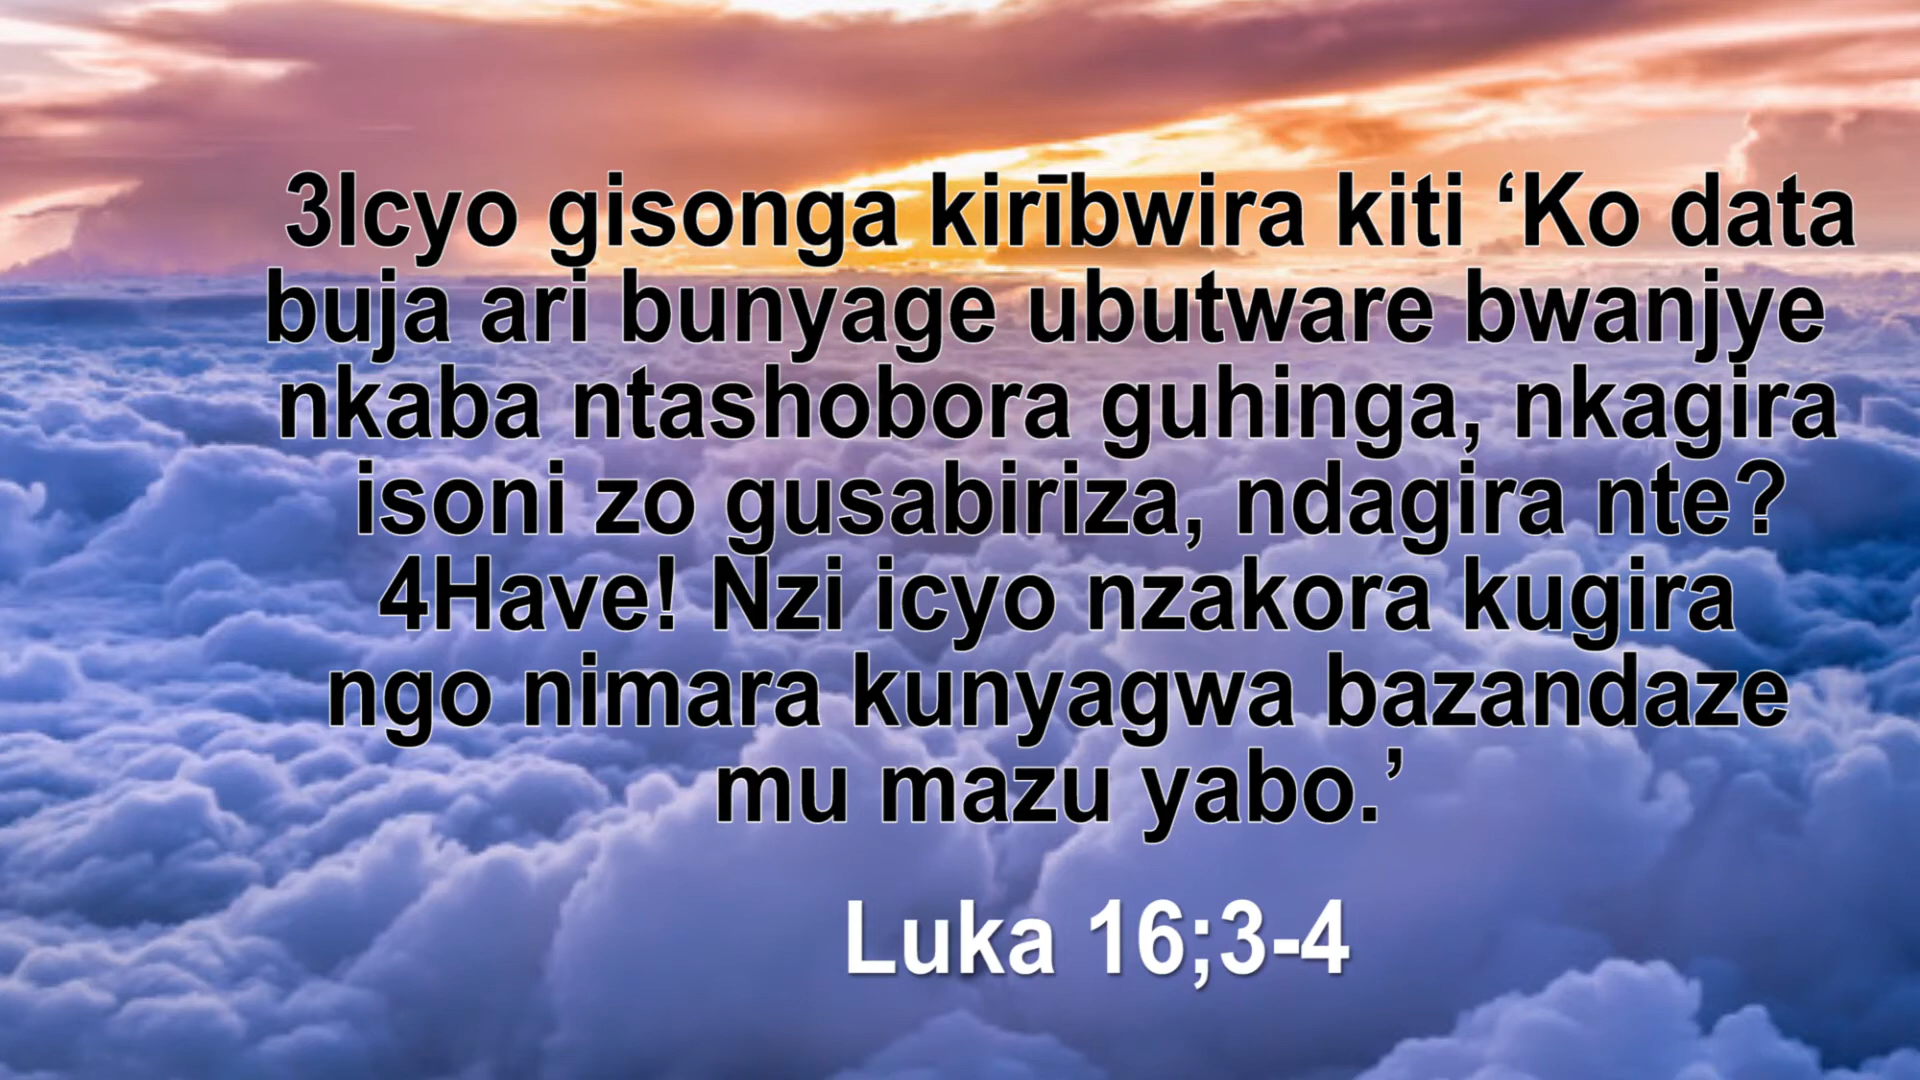 3Icyo gisonga kirībwira kiti ‘Ko data
buja ari bunyage ubutware bwanjye
nkaba ntashobora guhinga, nkagira
isoni zo gusabiriza, ndagira nte?
4Have! Nzi icyo nzakora kugira
ngo nimara kunyagwa bazandaze
mu mazu yabo.’
Luka 16;3-4